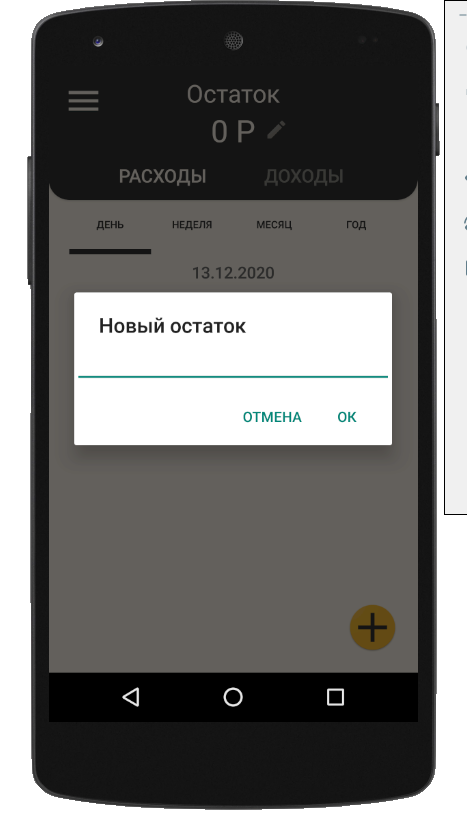 Остаток
0 Р
РАСХОДЫ ДОХОДЫ
ДЕНЬ НЕДЕЛЯ МЕСЯЦ ГОД
13.12.2020
Новый остаток
ОТМЕНА ОК